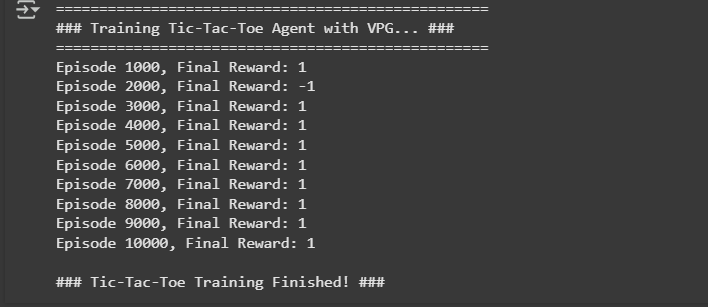 ==================================================
### Training Tic-Tac-Toe Agent with VPG... ###
==================================================
Episode 1000, Final Reward: 1
Episode 2000, Final Reward: -1
Episode 3000, Final Reward: 1
Episode 4000, Final Reward: 1
Episode 5000, Final Reward: 1
Episode 6000, Final Reward: 1
Episode 7000, Final Reward: 1
Episode 8000, Final Reward: 1
Episode 9000, Final Reward: 1
Episode 10000, Final Reward: 1
### Tic-Tac-Toe Training Finished! ###